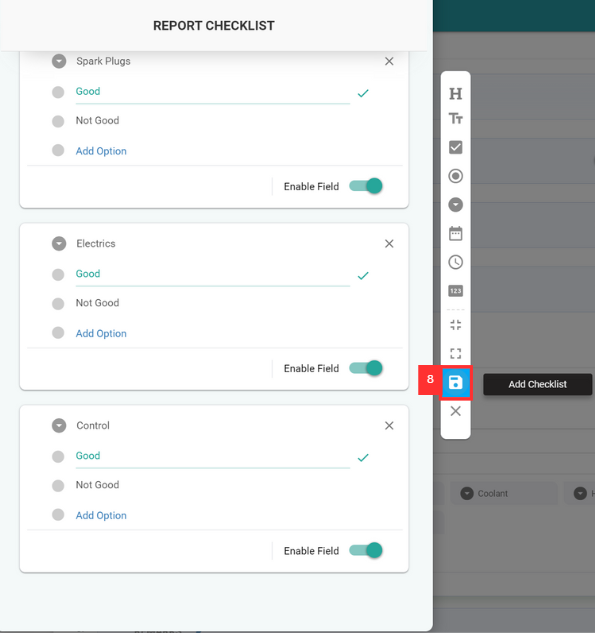 REPORT CHECKLIST
Spark Plugs
Good
Not Good
Add Option
Enable Field
Electrics
Good
Not Good
Add Option
Enable Field
Control
Good
Not Good
Add Option
Enable Field
H
TT
123
8
Add Checklist
Coolant